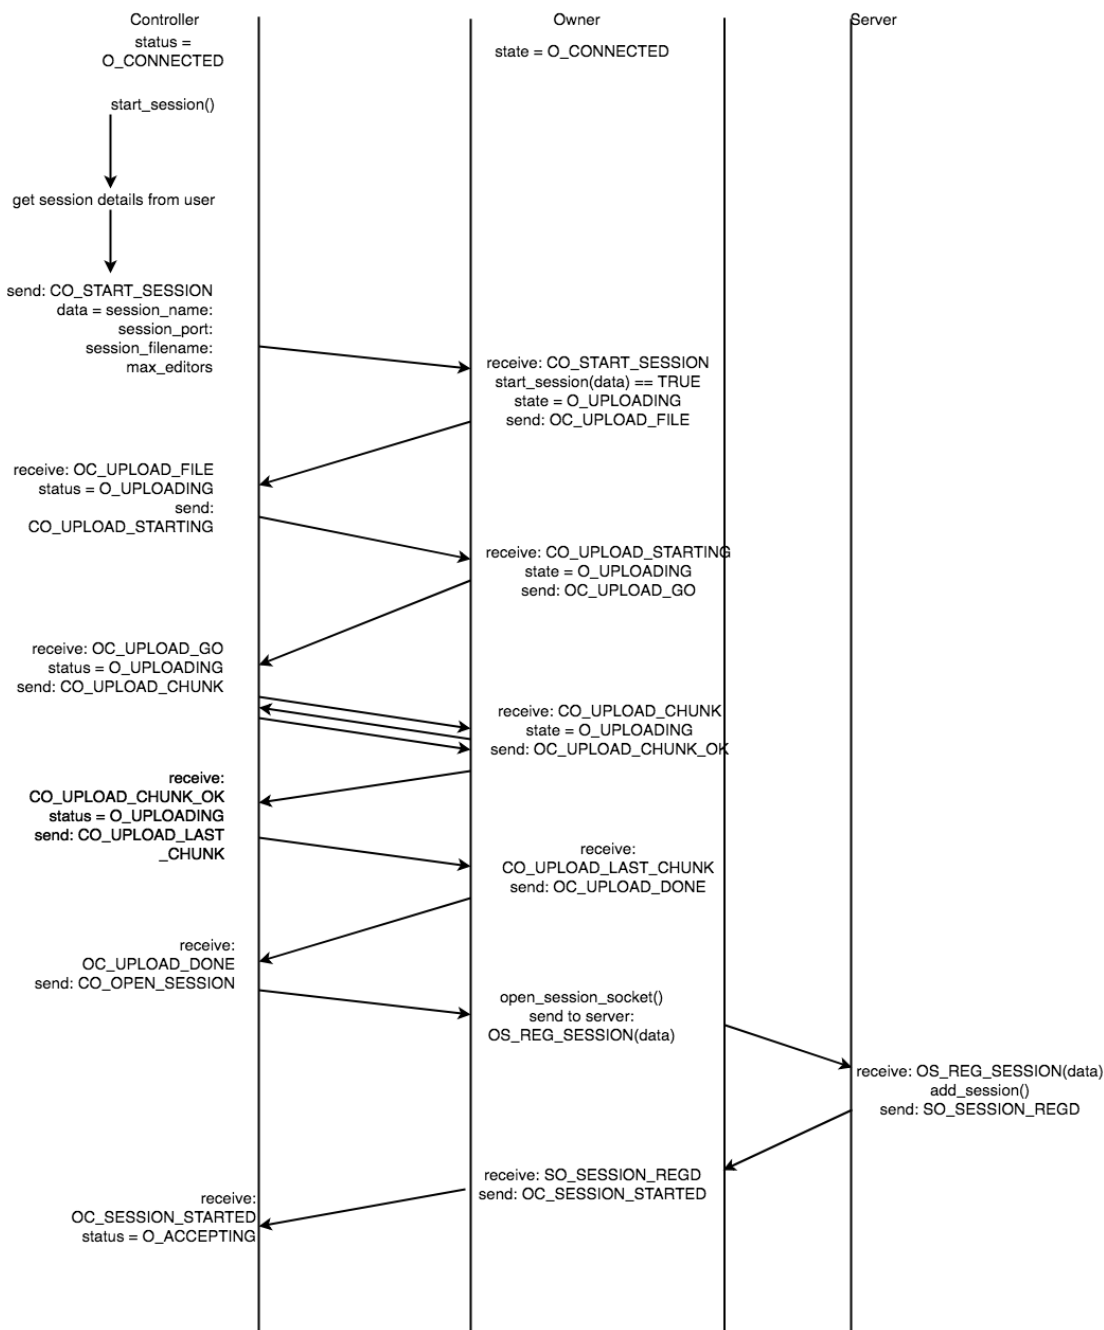 Controller
Owner
Server
status =
O_CONNECTED
state = O_CONNECTED
start_session()
get session details from user
send: CO_START_SESSION
data = session_name:
session_port:
session_filename:
max_editors
receive: CO_START_SESSION
start_session(data) == TRUE
state = O_UPLOADING
send: OC_UPLOAD_FILE
receive: OC_UPLOAD_FILE
status = O_UPLOADING
send:
CO_UPLOAD_STARTING
receive: CO_UPLOAD_STARTING
state = O_UPLOADING
send: OC_UPLOAD_GO
receive: OC_UPLOAD_GO
status = O_UPLOADING
send: CO_UPLOAD_CHUNK
receive: CO_UPLOAD_CHUNK
state = O_UPLOADING
send: OC_UPLOAD_CHUNK_OK
receive:
CO_UPLOAD_CHUNK_OK
status = O_UPLOADING
send: CO_UPLOAD_LAST
_CHUNK
receive:
CO_UPLOAD_LAST_CHUNK
send: OC_UPLOAD_DONE
receive:
OC_UPLOAD_DONE
send: CO_OPEN_SESSION
open_session_socket()
send to server:
OS_REG_SESSION(data)
receive: OS_REG_SESSION(data)
add_session()
send: SO_SESSION_REGD
receive: SO_SESSION_REGD
send: OC_SESSION_STARTED
receive:
OC_SESSION_STARTED
status = O_ACCEPTING